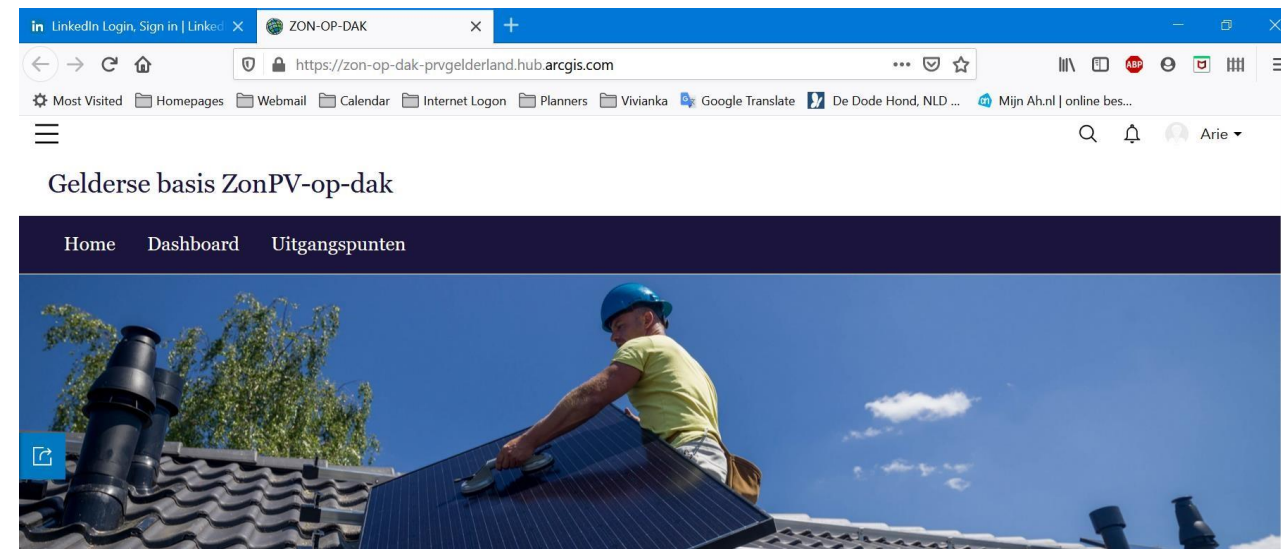 in LinkedIn Login, Sign in | Linked
ZON-OP-DAK
https://zon-op-dak-prvgelderland.hub.arcgis.com
Most Visited Homepages Webmail Calendar Internet Logon Planners Vivianka Google Translate De Dode Hond, NLD ... Mijn Ah.nl | online bes...
Arie
Gelderse basis ZonPV-op-dak
Home Dashboard Uitgangspunten